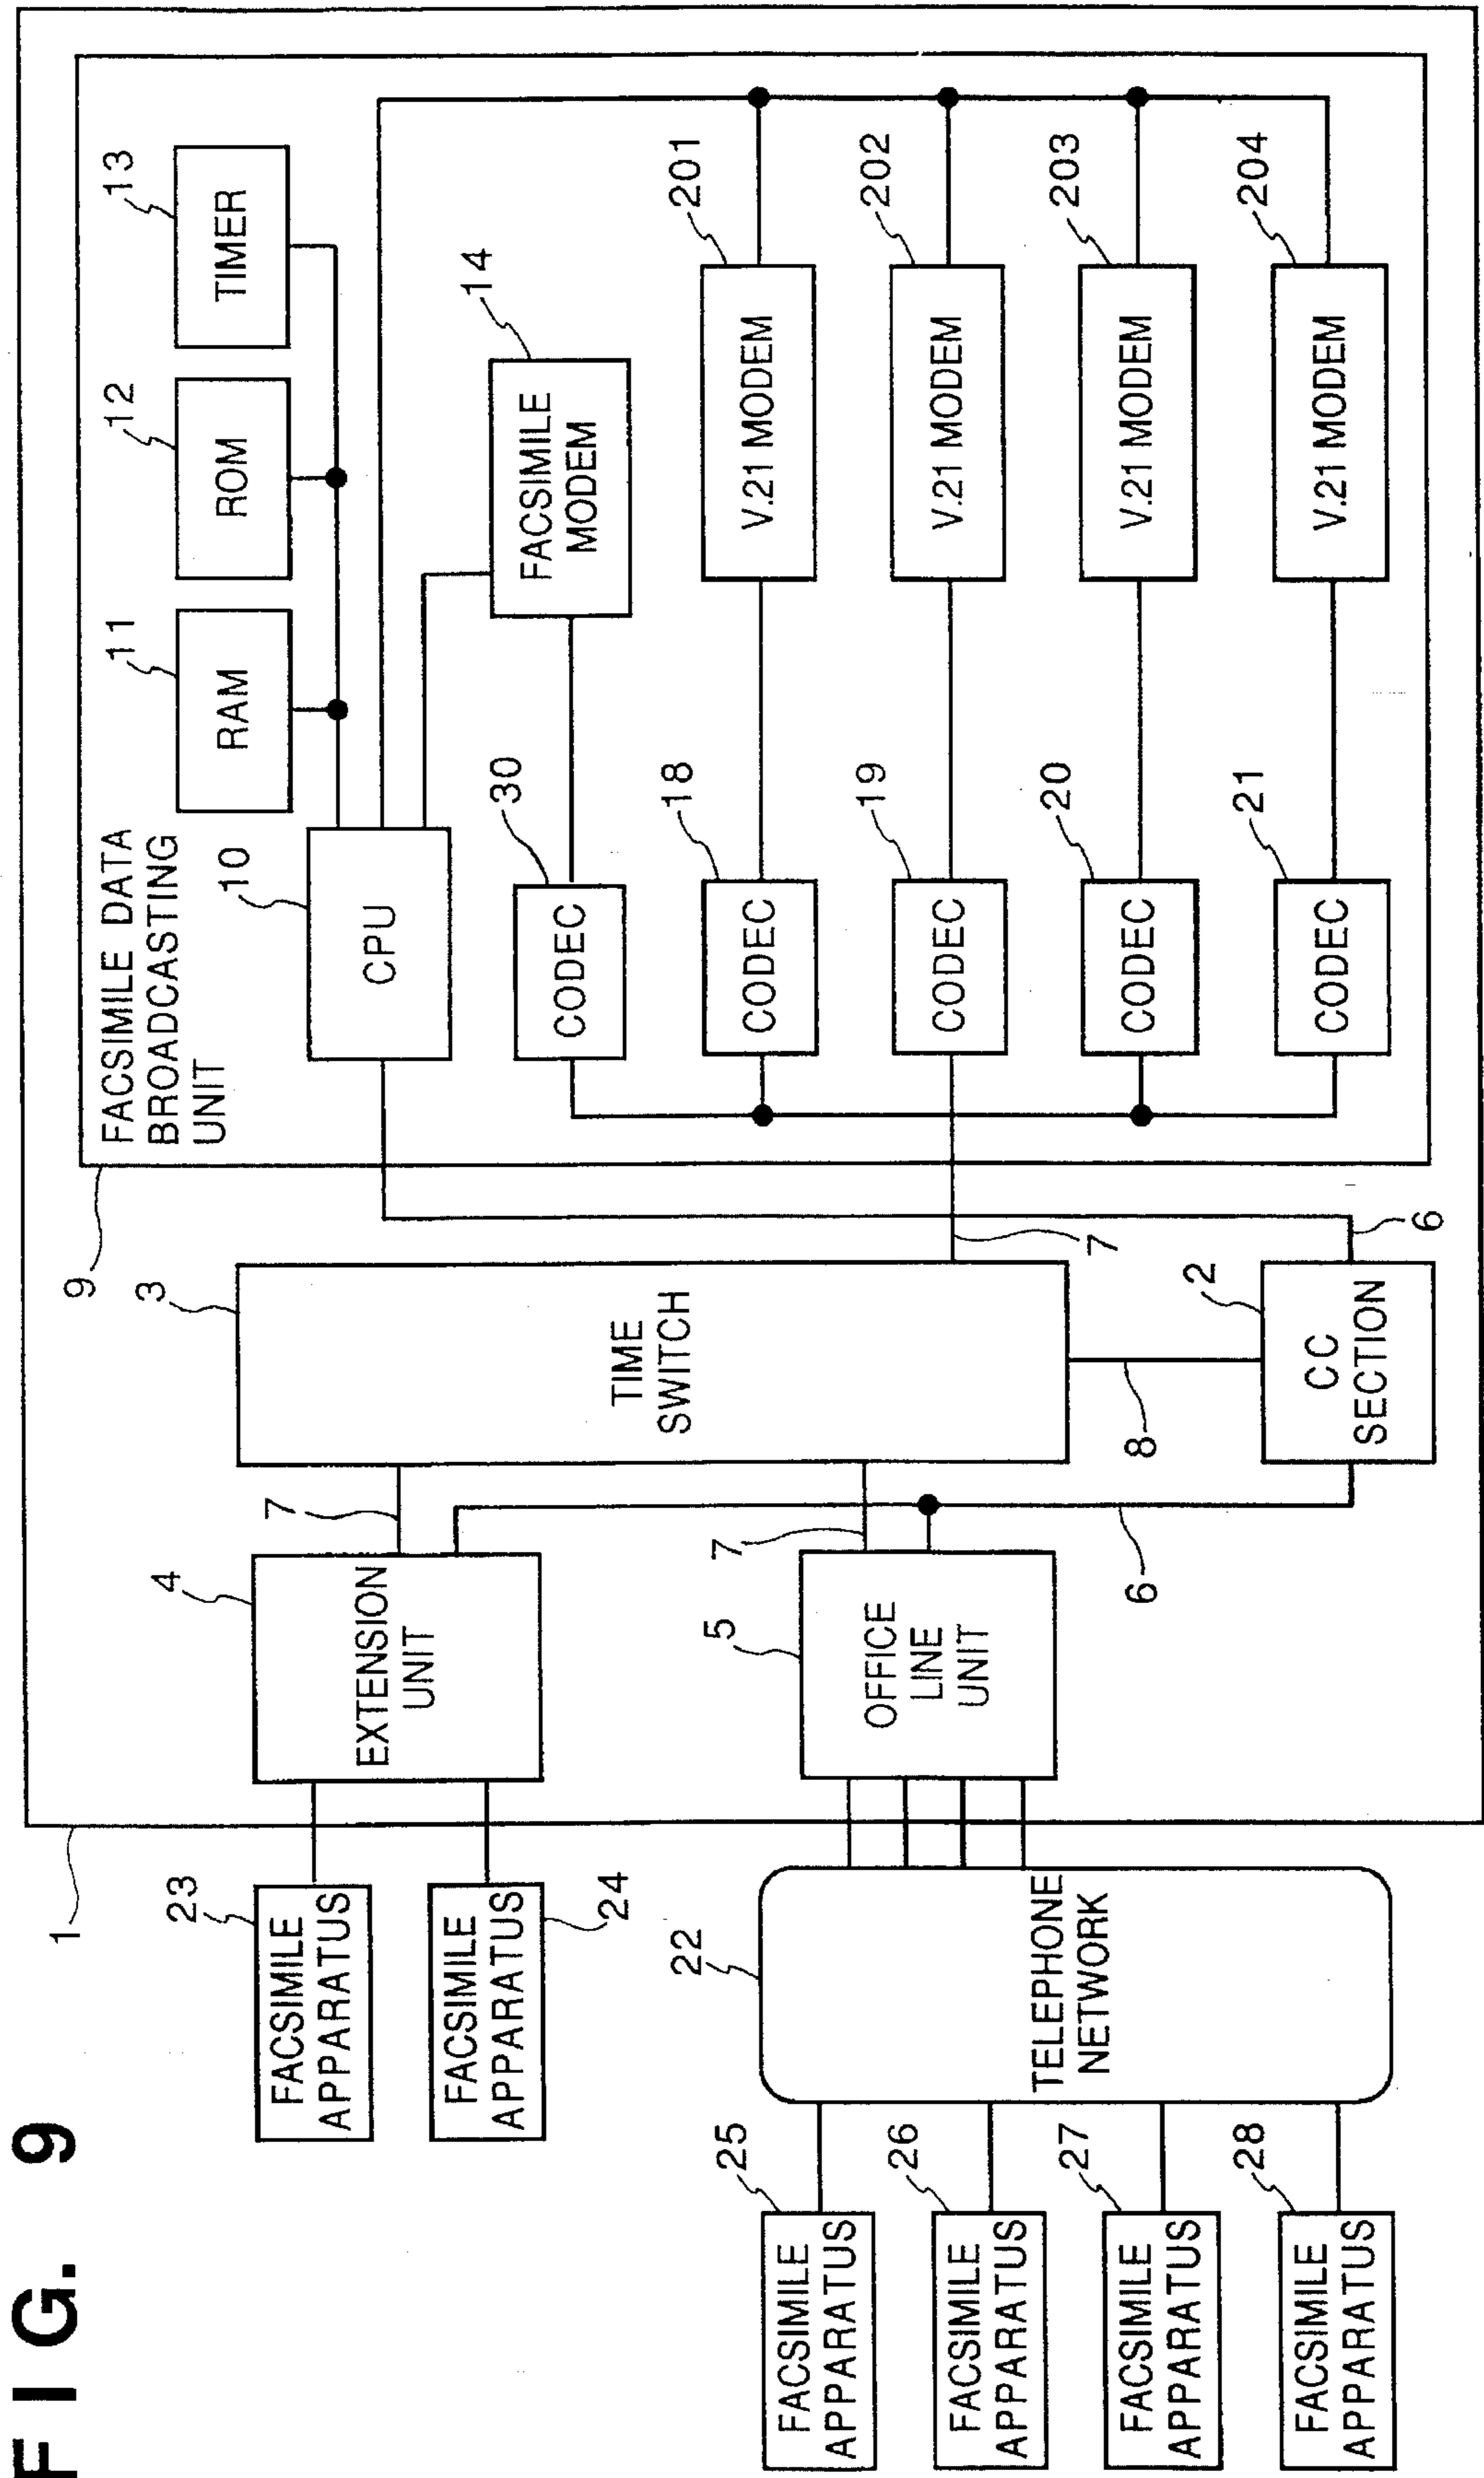 FIG. 9
1
9
FACSIMILE DATA
BROADCASTING
UNIT
11
RAM
12
ROM
13
TIMER
10
CPU
14
FACSIMILE
MODEM
30
CODEC
18
CODEC
201
V.21 MODEM
19
CODEC
202
V.21 MODEM
20
CODEC
203
V.21 MODEM
21
CODEC
204
V.21 MODEM
3
TIME
SWITCH
7
8
2
CC
SECTION
6
4
EXTENSION
UNIT
7
5
OFFICE
LINE
UNIT
7
6
23
FACSIMILE
APPARATUS
24
FACSIMILE
APPARATUS
22
TELEPHONE
NETWORK
25
FACSIMILE
APPARATUS
26
FACSIMILE
APPARATUS
27
FACSIMILE
APPARATUS
28
FACSIMILE
APPARATUS